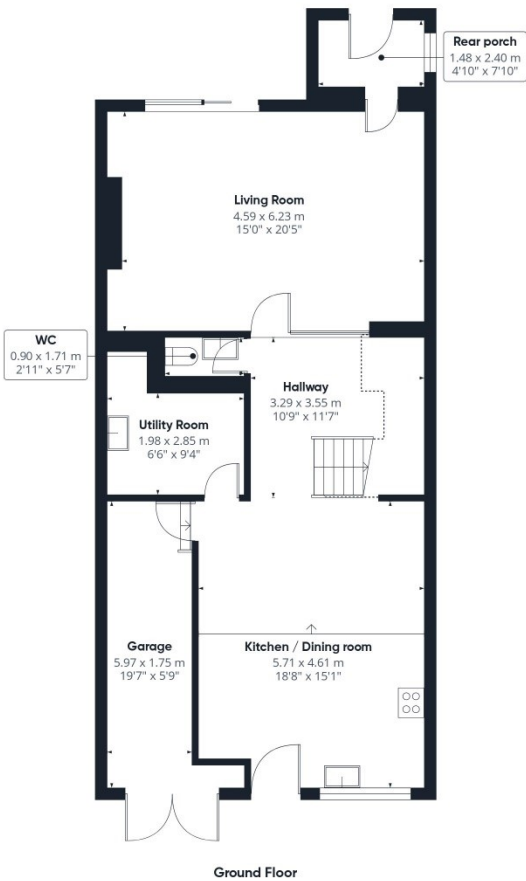 Rear porch
1.48 x 2.40 m
4'10" x 7'10"
Living Room
4.59 x 6.23 m
15'0" x 20'5"
WC
0.90 x 1.71 m
2'11" x 5'7"
Hallway
3.29 x 3.55 m
10'9" x 11'7"
Utility Room
1.98 x 2.85 m
6'6" x 9'4"
Garage
5.97 x 1.75 m
19'7" x 5'9"
Kitchen / Dining room
5.71 x 4.61 m
18'8" x 15'1"
Ground Floor